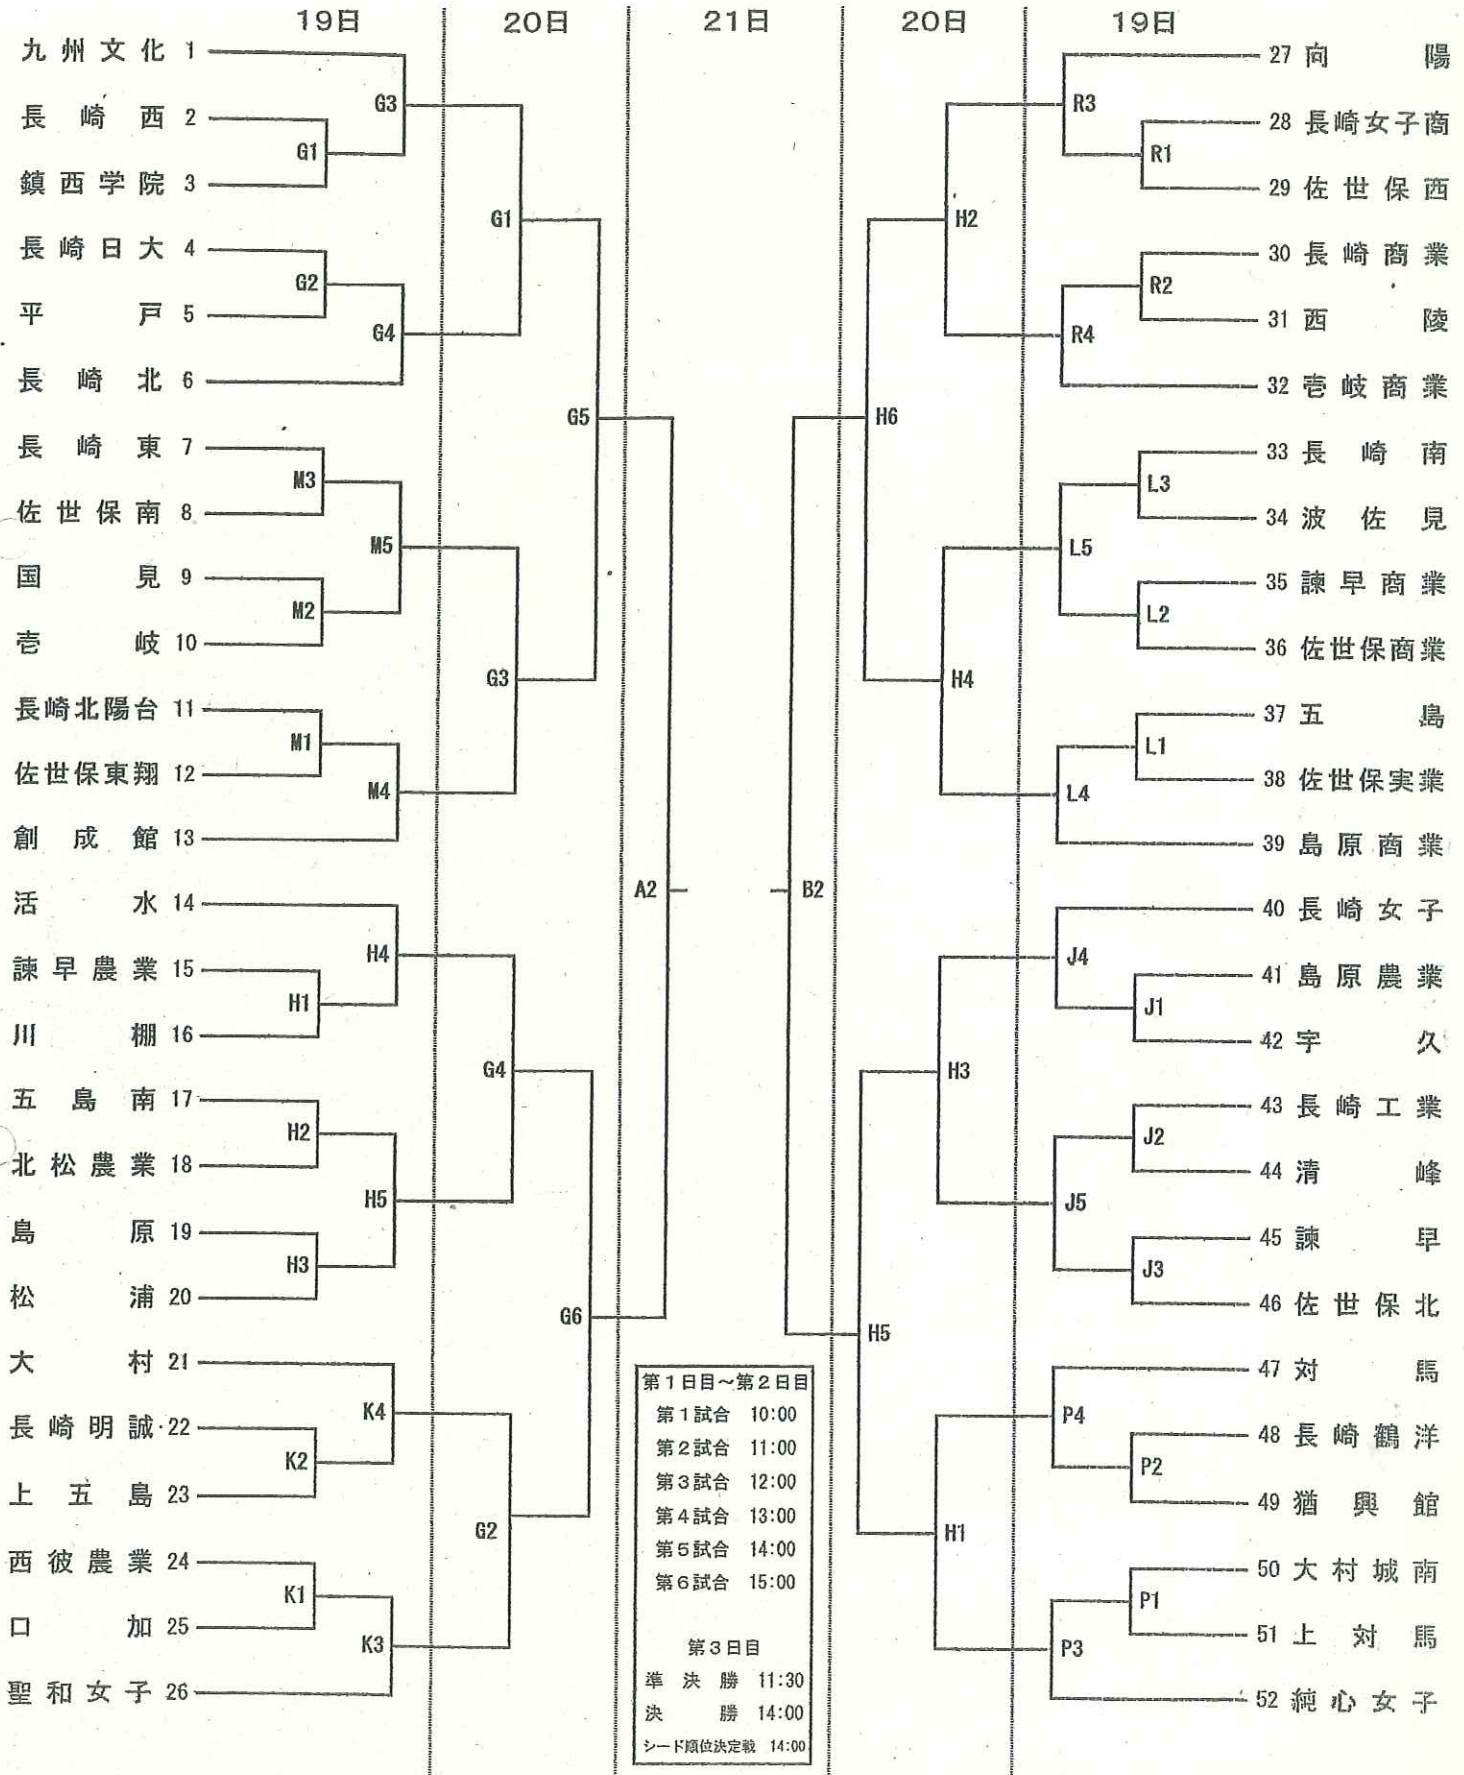 19日 20日 21日 20日 19日
九州文化 1
長崎西 2
鎮西学院 3
長崎日大 4
平戸 5
長崎北 6
長崎東 7
佐世保南 8
国見 9
壱岐 10
長崎北陽台 11
佐世保東翔 12
創成館 13
活水 14
諫早農業 15
川棚 16
五島南 17
北松農業 18
島原 19
松浦 20
大村 21
長崎明誠 22
上五島 23
西彼農業 24
口加 25
聖和女子 26
G3
G1
G2
G4
M3
M5
M2
M1
M4
H4
H1
H2
H5
H3
K4
K2
K1
K3
G1
G3
G4
G2
G5
G6
A2
B2
H6
H5
H2
H4
H3
H1
R3
R1
R2
R4
L3
L5
L2
L1
L4
J4
J1
J2
J5
J3
P4
P2
P1
P3
27 向陽
28 長崎女子商
29 佐世保西
30 長崎商業
31 西陵
32 壱岐商業
33 長崎南
34 波佐見
35 諫早商業
36 佐世保商業
37 五島
38 佐世保実業
39 島原商業
40 長崎女子
41 島原農業
42 宇久
43 長崎工業
44 清峰
45 諫早
46 佐世保北
47 対馬
48 長崎鶴洋
49 猶興館
50 大村城南
51 上対馬
52 純心女子
第1日目～第2日目
第1試合 10:00
第2試合 11:00
第3試合 12:00
第4試合 13:00
第5試合 14:00
第6試合 15:00
第3日目
準決勝 11:30
決勝 14:00
シード順位決定戦 14:00